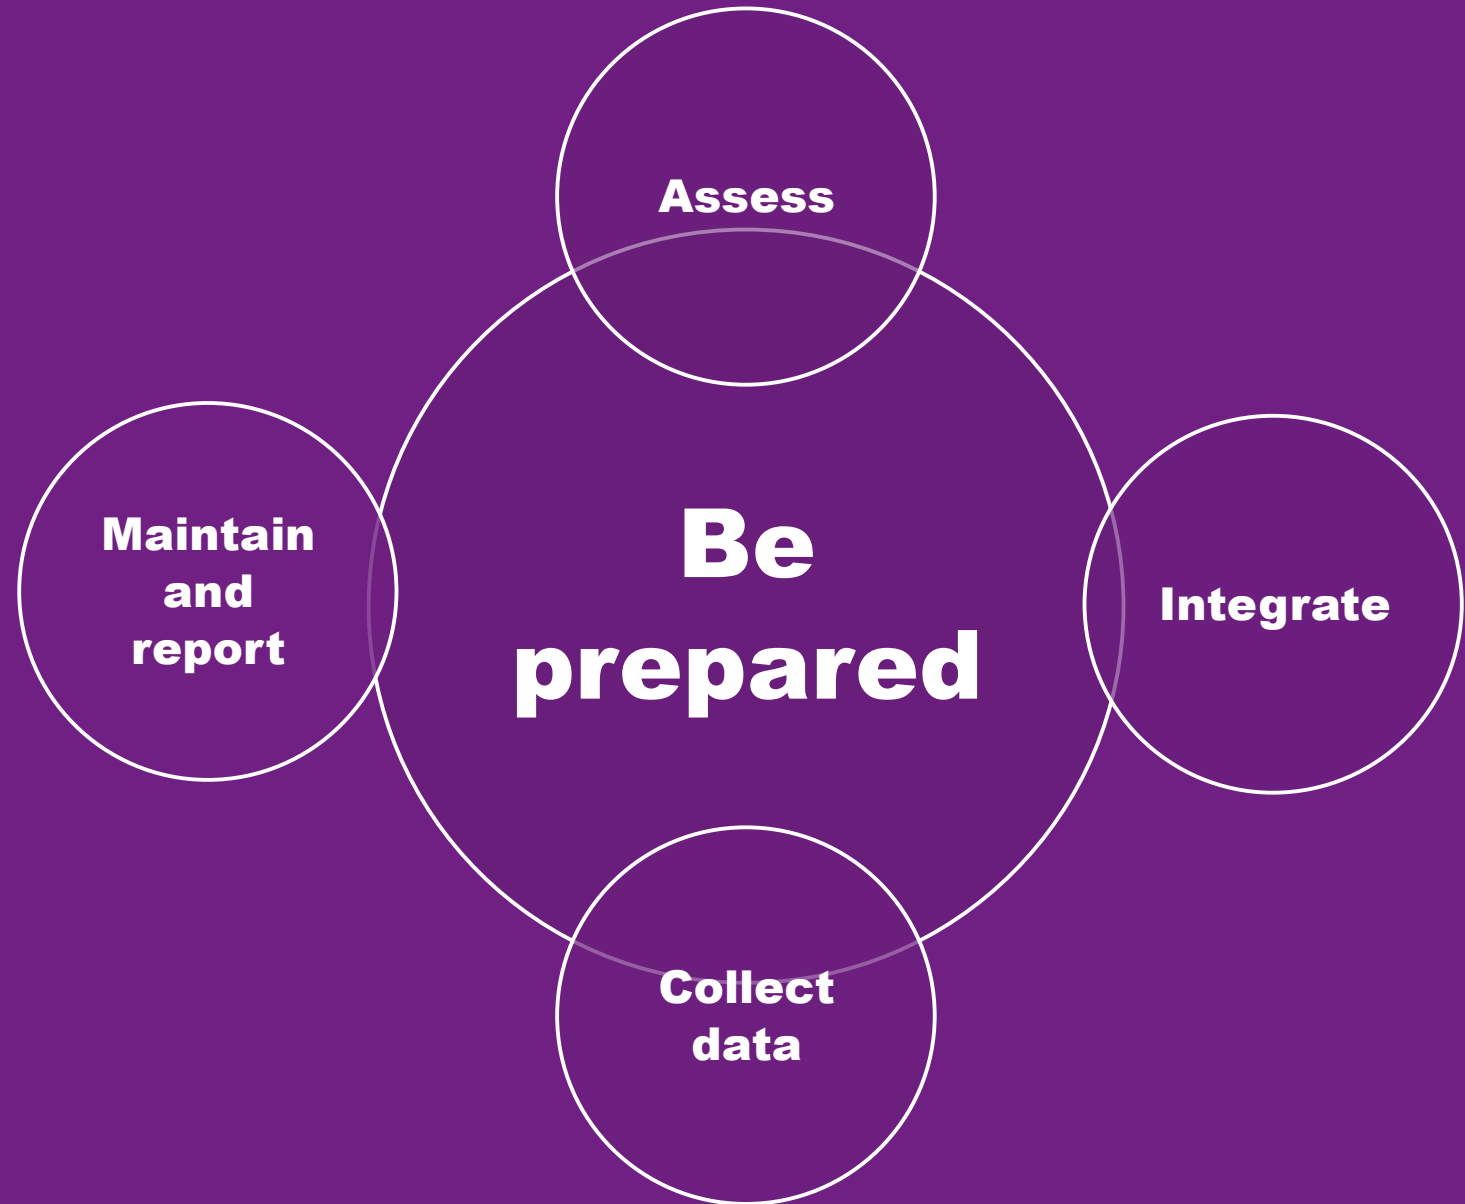 Assess
Maintain
and
report
Be
prepared
Integrate
Collect
data